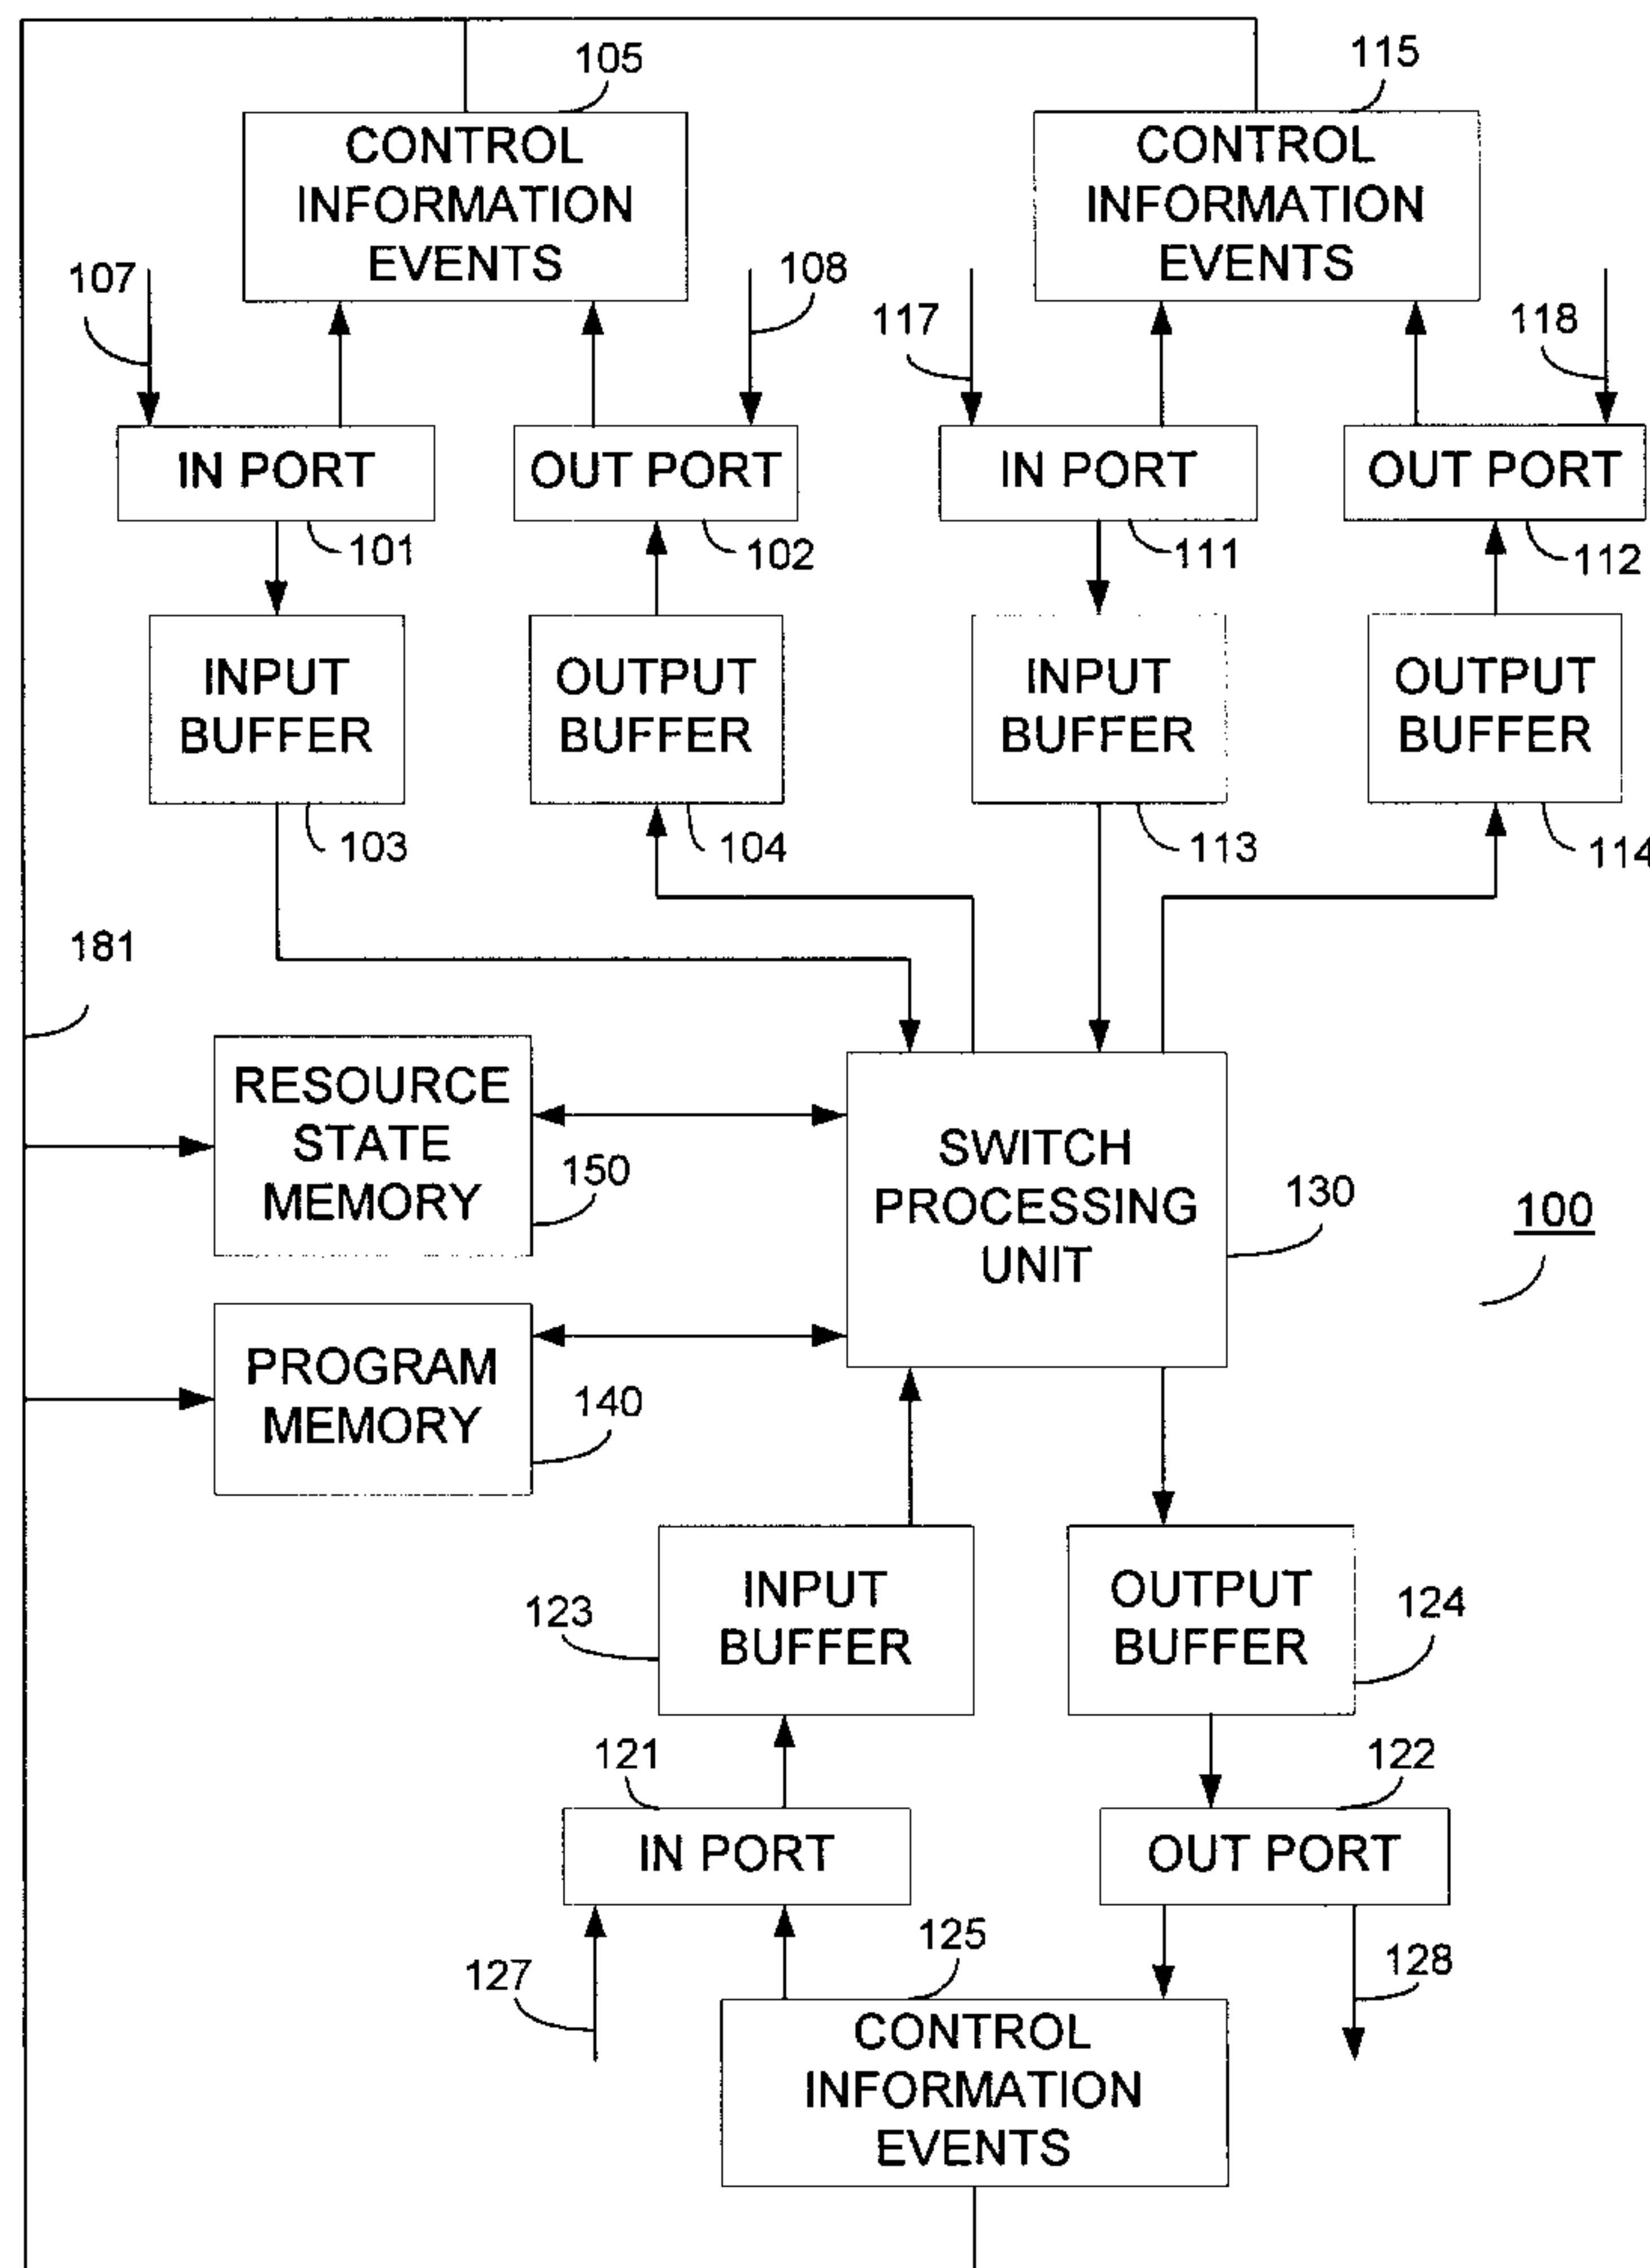 105
115
CONTROL
INFORMATION
EVENTS
CONTROL
INFORMATION
EVENTS
107
108
117
118
IN PORT
OUT PORT
IN PORT
OUT PORT
101
102
111
112
INPUT
BUFFER
OUTPUT
BUFFER
INPUT
BUFFER
OUTPUT
BUFFER
103
104
113
114
181
RESOURCE
STATE
MEMORY
150
SWITCH
PROCESSING
UNIT
130
100
PROGRAM
MEMORY
140
INPUT
BUFFER
123
OUTPUT
BUFFER
124
121
122
IN PORT
OUT PORT
127
125
128
CONTROL
INFORMATION
EVENTS